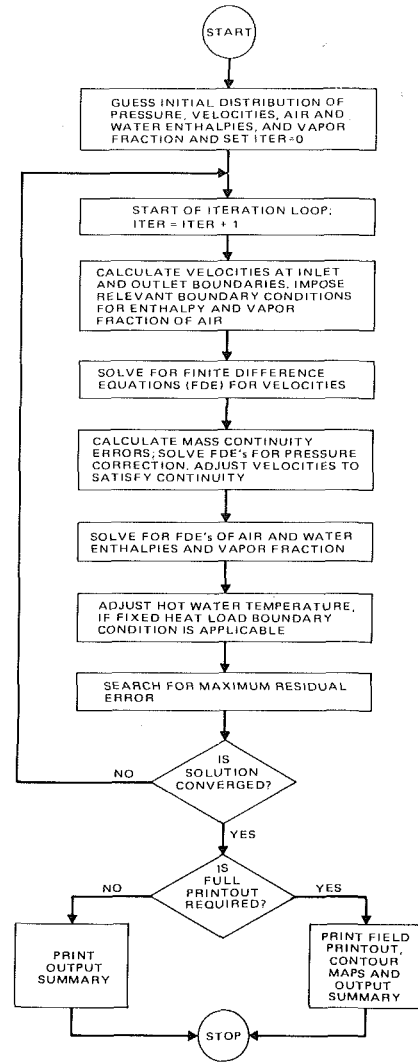 START
GUESS INITIAL DISTRIBUTION OF
PRESSURE, VELOCITIES, AIR AND
WATER ENTHALPIES, AND VAPOR
FRACTION AND SET ITER=0
START OF ITERATION LOOP;
ITER = ITER + 1
CALCULATE VELOCITIES AT INLET
AND OUTLET BOUNDARIES. IMPOSE
RELEVANT BOUNDARY CONDITIONS
FOR ENTHALPY AND VAPOR
FRACTION OF AIR
SOLVE FOR FINITE DIFFERENCE
EQUATIONS (FDE) FOR VELOCITIES
CALCULATE MASS CONTINUITY
ERRORS; SOLVE FDE's FOR PRESSURE
CORRECTION. ADJUST VELOCITIES TO
SATISFY CONTINUITY
SOLVE FOR FDE's OF AIR AND WATER
ENTHALPIES AND VAPOR FRACTION
ADJUST HOT WATER TEMPERATURE,
IF FIXED HEAT LOAD BOUNDARY
CONDITION IS APPLICABLE
SEARCH FOR MAXIMUM RESIDUAL
ERROR
IS
SOLUTION
CONVERGED?
NO
YES
IS
FULL
PRINTOUT
REQUIRED?
NO
YES
PRINT
OUTPUT
SUMMARY
PRINT FIELD
PRINTOUT,
CONTOUR
MAPS AND
OUTPUT
SUMMARY
STOP